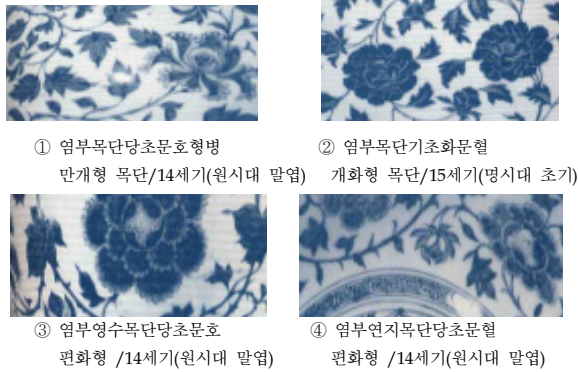 ① 염부목단당초문호형병
만개형 목단/14세기(원시대 말엽)
② 염부목단기초화문혈
개화형 목단/15세기(명시대 초기)
③ 염부영수목단당초문호
편화형 /14세기(원시대 말엽)
④ 염부연지목단당초문혈
편화형 /14세기(원시대 말엽)